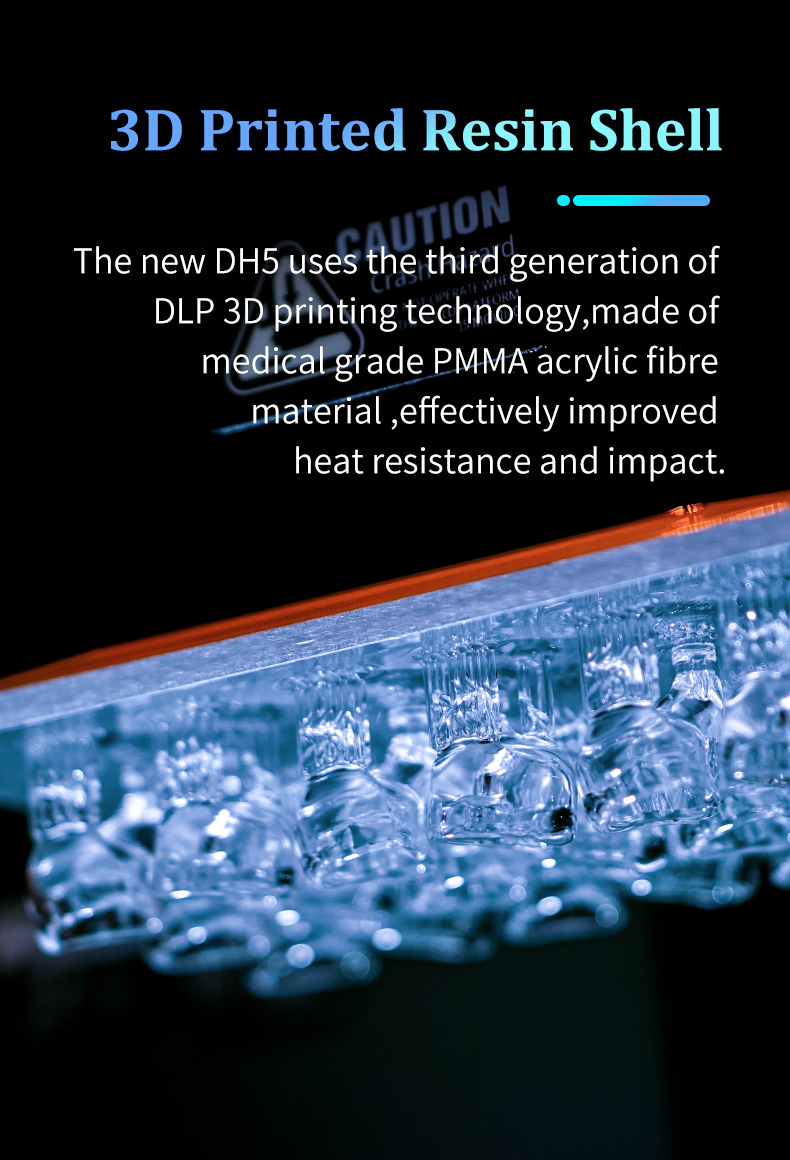 3D Printed Resin Shell
CAUTION
The new DH5 uses the third generation of
DLP 3D printing technology,made of
medical grade PMMA acrylic fibre
material ,effectively improved
heat resistance and impact.